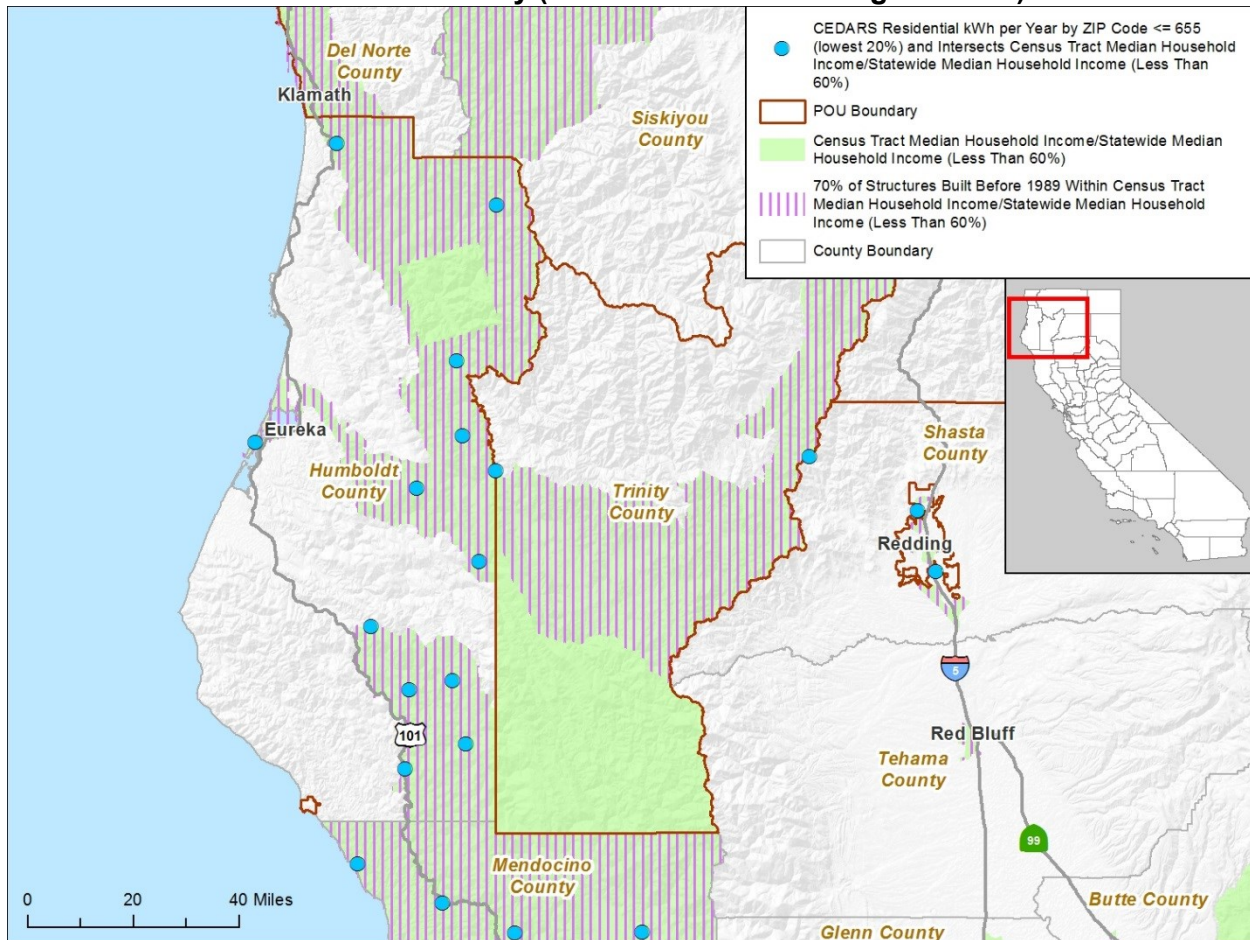 CEDARS Residential kWh per Year by ZIP Code <= 655
(lowest 20%) and Intersects Census Tract Median Household
Income/Statewide Median Household Income (Less Than
60%)
POU Boundary
Census Tract Median Household Income/Statewide Median
Household Income (Less Than 60%)
70% of Structures Built Before 1989 Within Census Tract
Median Household Income/Statewide Median Household
Income (Less Than 60%)
County Boundary
Del Norte
County
Klamath
Siskiyou
County
Eureka
Humboldt
County
Trinity
County
Shasta
County
Redding
5
Red Bluff
101
Tehama
County
99
Mendocino
County
Butte County
Glenn County
0 20 40 Miles